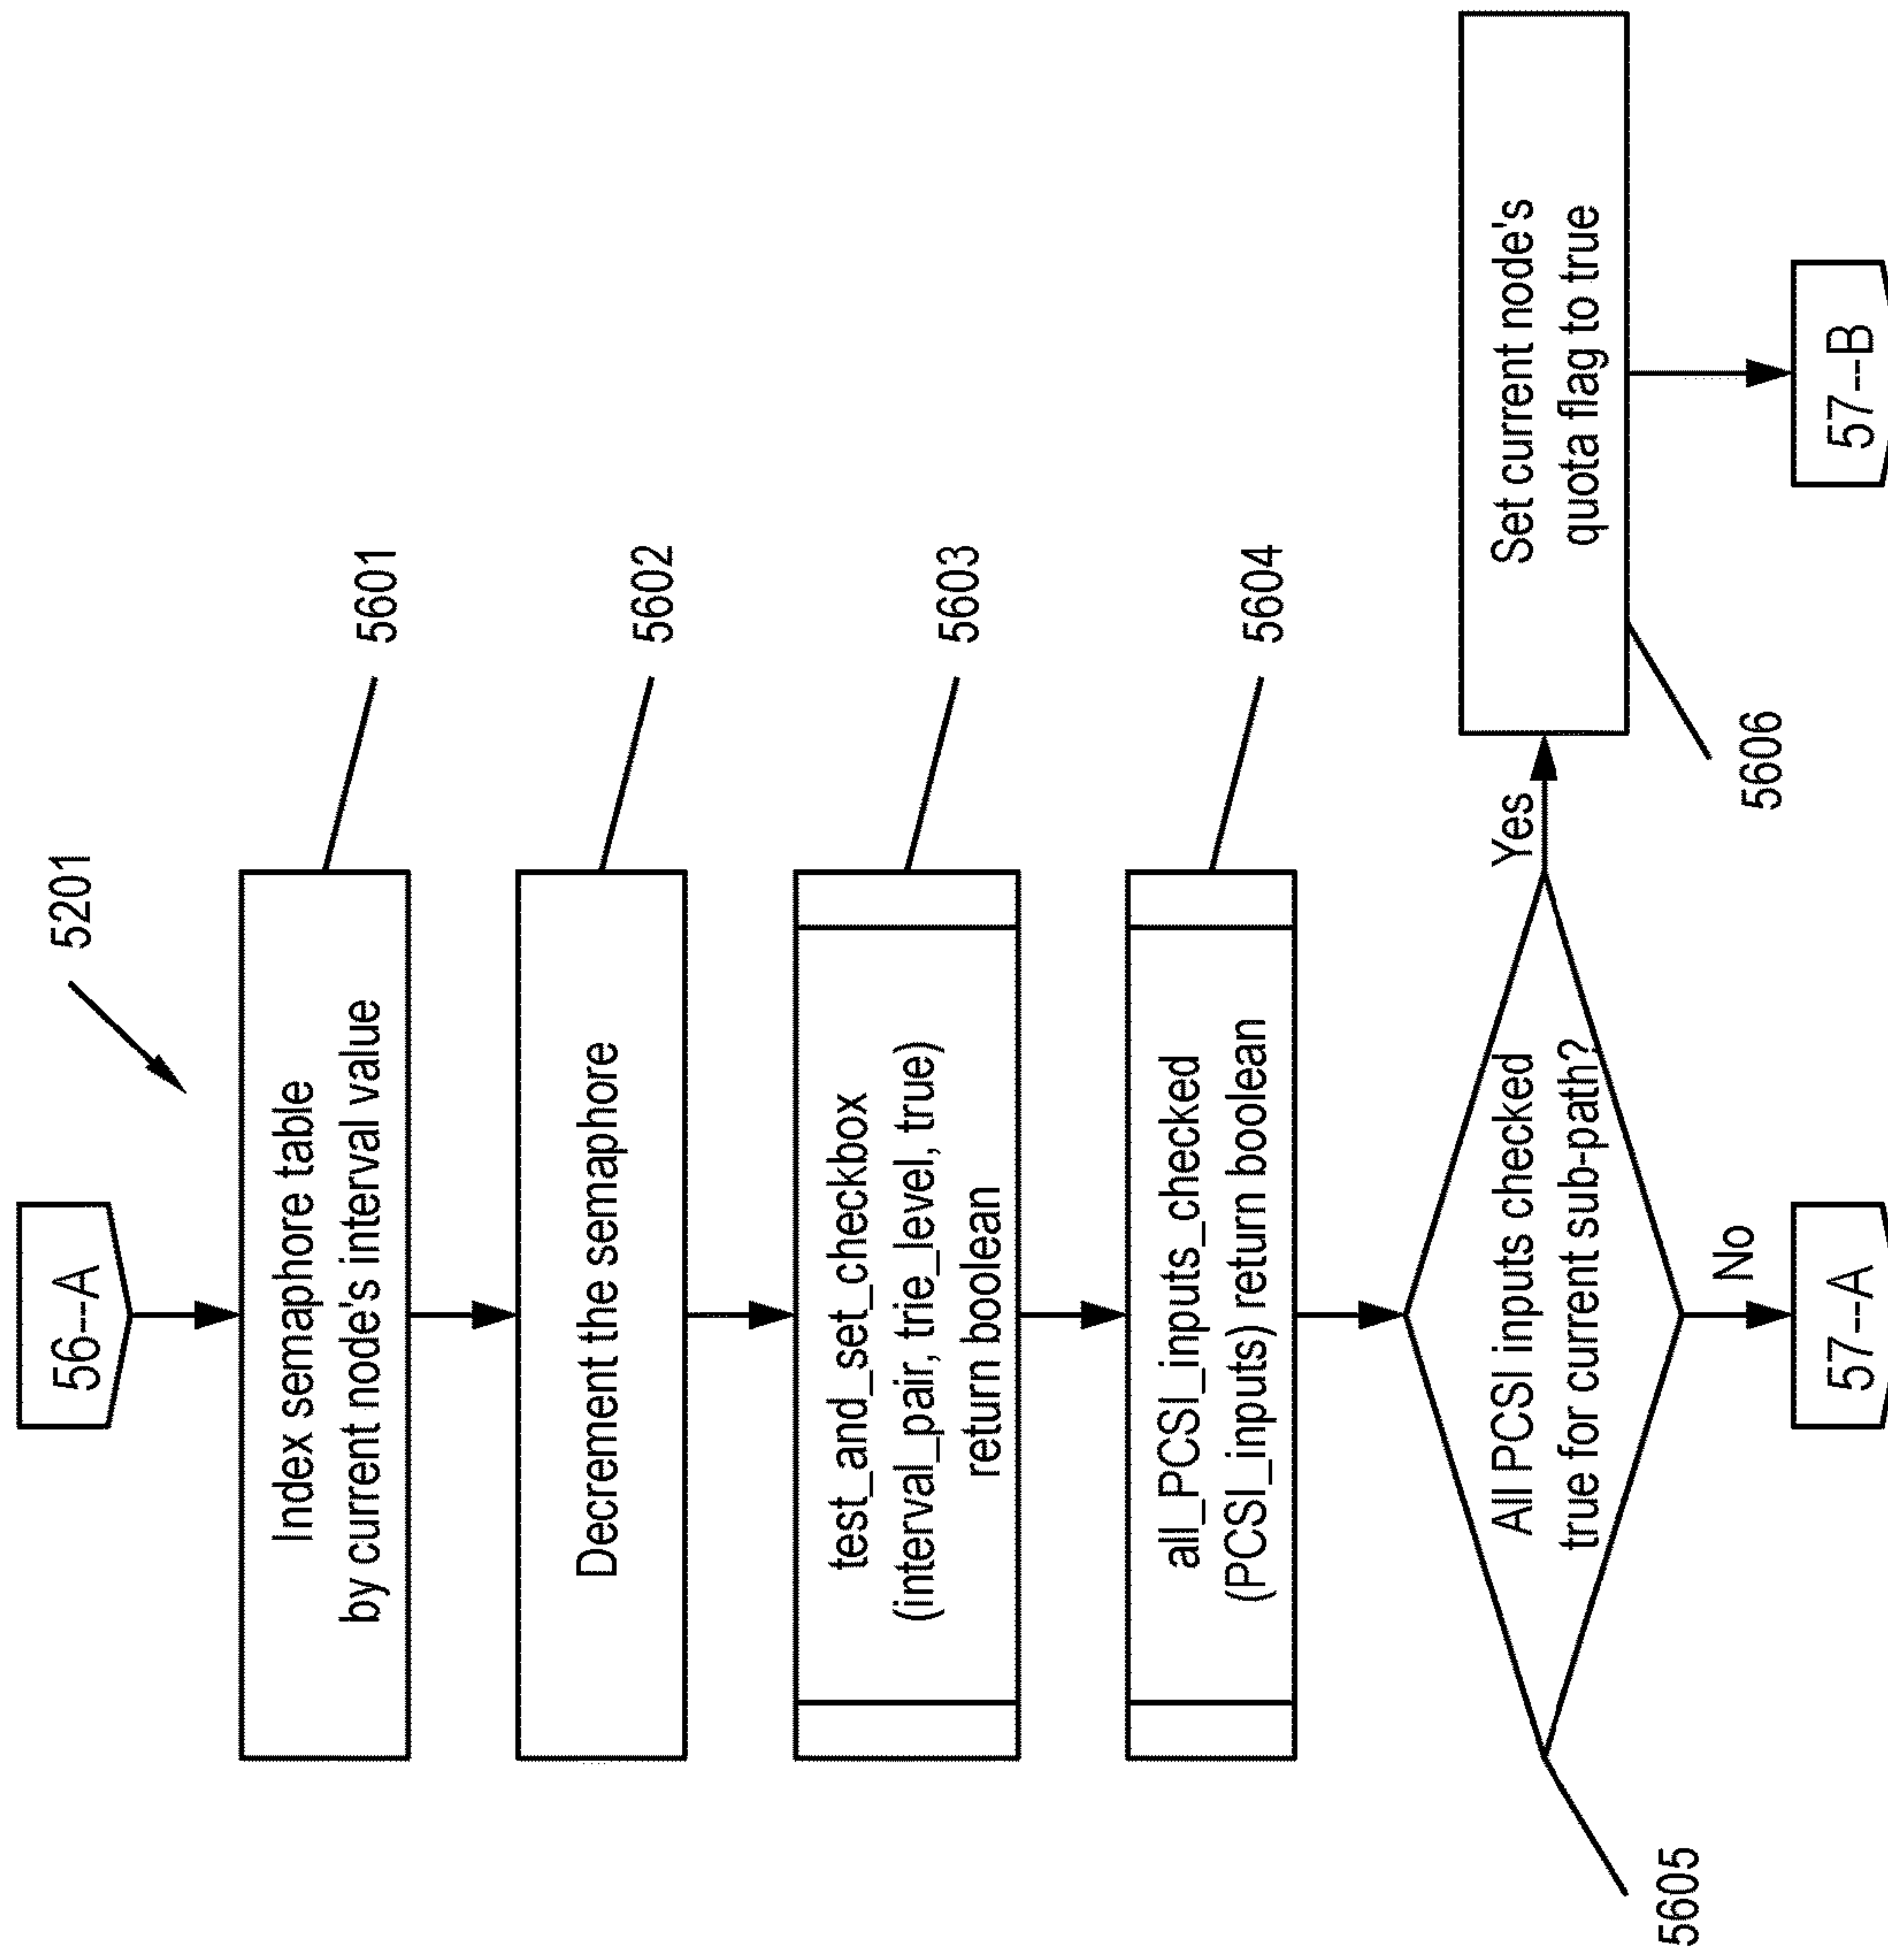 56--A
5201
Index semaphore table
by current node's interval value
5601
Decrement the semaphore
5602
test_and_set_checkbox
(interval_pair, trie_level, true)
return boolean
5603
all_PCSI_inputs_checked
(PCSI_inputs) return boolean
5604
All PCSI inputs checked
true for current sub-path?
5605
Yes
Set current node's
quota flag to true
5606
No
57--A
57--B